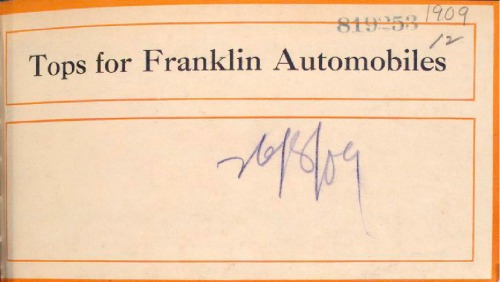 819253 1909
12
Tops for Franklin Automobiles
26/8/09